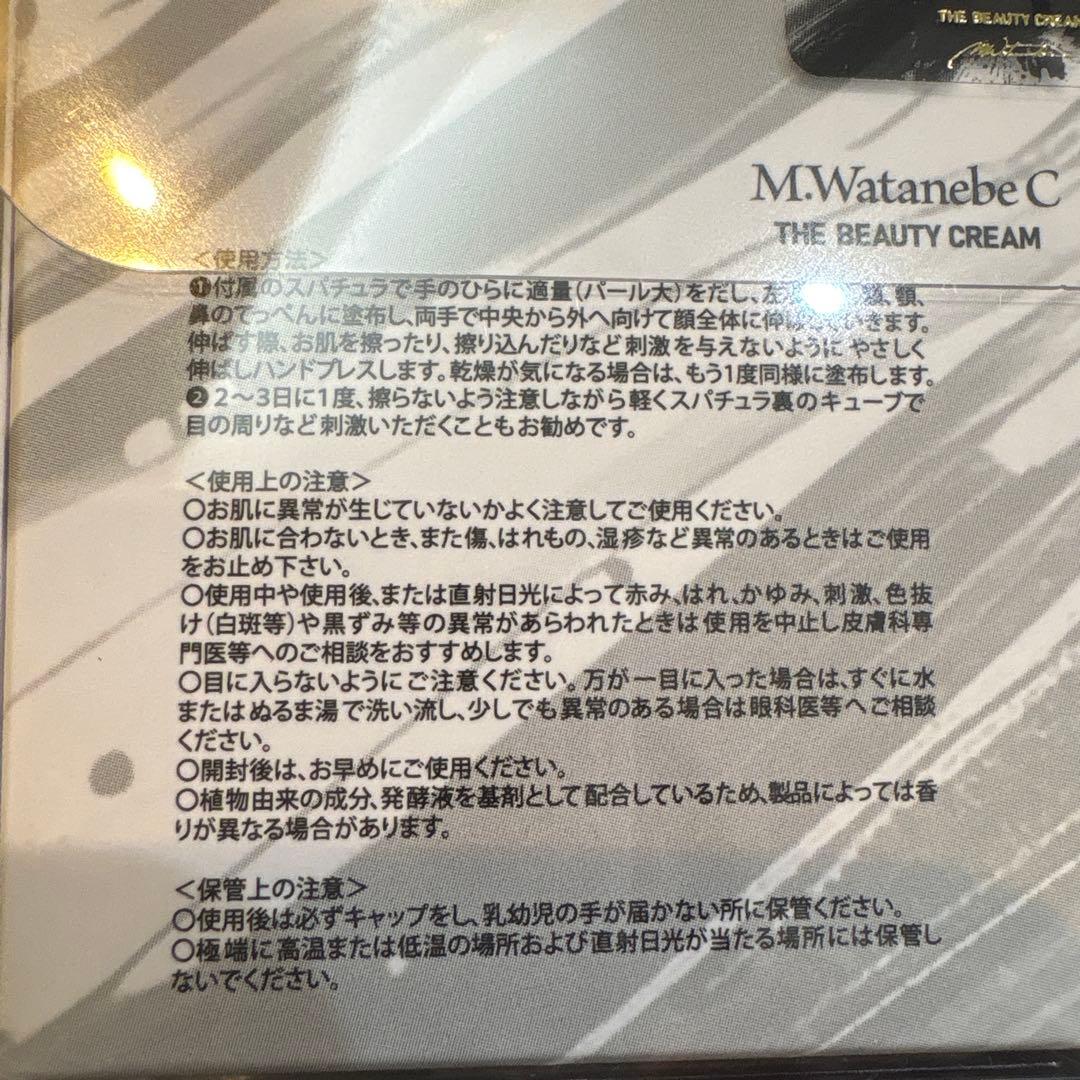 THE BEAUTY CREAM
M.Watanebe C
THE BEAUTY CREAM
＜使用方法＞
❶付属のスパチュラで手のひらに適量(パール大)をだし、左 頬、顎、
鼻のてっぺんに塗布し、両手で中央から外へ向けて顔全体に伸ばしていきます。
伸ばす際、お肌を擦ったり、擦り込んだりなど刺激を与えないように やさしく
伸ばしハンドプレスします。乾燥が気になる場合は、もう1度同様に塗布します。
❷2〜3日に1度、擦らないよう注意しながら軽くスパチュラ裏のキューブで
目の周りなど刺激いただくこともお勧めです。
＜使用上の注意＞
○お肌に異常が生じていないかよく注意してご使用ください。
○お肌に合わないとき、また傷、はれもの、湿疹など異常のあるときはご使用
をお止め下さい。
○使用中や使用後、または直射日光によって赤み、はれ、かゆみ、刺激、色抜
け(白斑等)や黒ずみ等の異常があらわれたときは使用を中止し皮膚科専
門医等へのご相談をおすすめします。
○目に入らないようにご注意ください。万が一目に入った場合は、すぐに水
またはぬるま湯で洗い流し、少しでも異常のある場合は眼科医等へご相談
ください。
○開封後は、お早めにご使用ください。
○植物由来の成分、発酵液を基剤として配合しているため、製品によっては香
りが異なる場合があります。
＜保管上の注意＞
○使用後は必ずキャップをし、乳幼児の手が届かない所に保管ください。
○極端に高温または低温の場所および直射日光が当たる場所には保管し
ないでください。